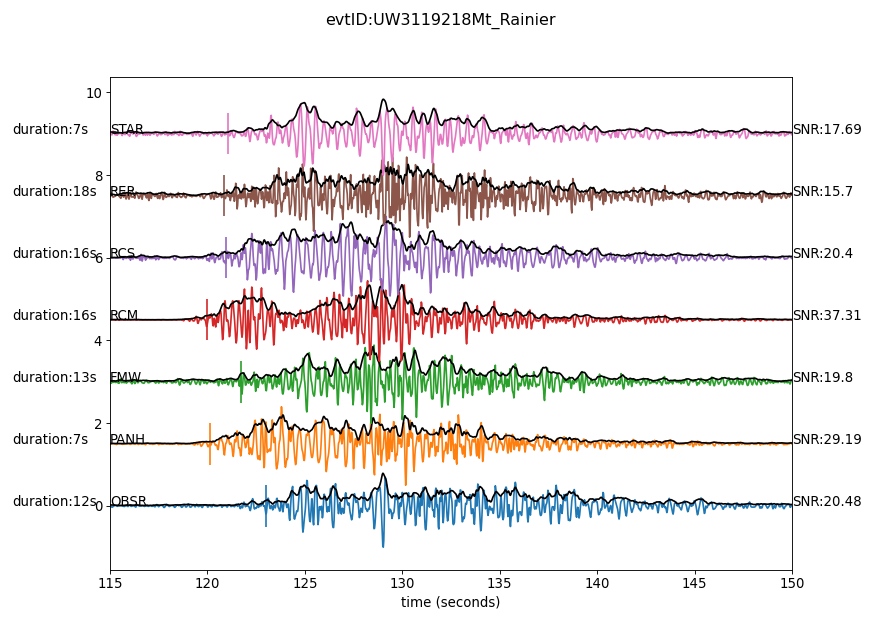 evtID:UW3119218Mt_Rainier
10
duration:7s STAR SNR:17.69
8
duration:18s RER SNR:15.7
duration:16s RCS SNR:20.4
6
duration:16s RCM SNR:37.31
4
duration:13s FMW SNR:19.8
2
duration:7s PANH SNR:29.19
duration:12s OBSR SNR:20.48
0
115 120 125 130 135 140 145 150
time (seconds)